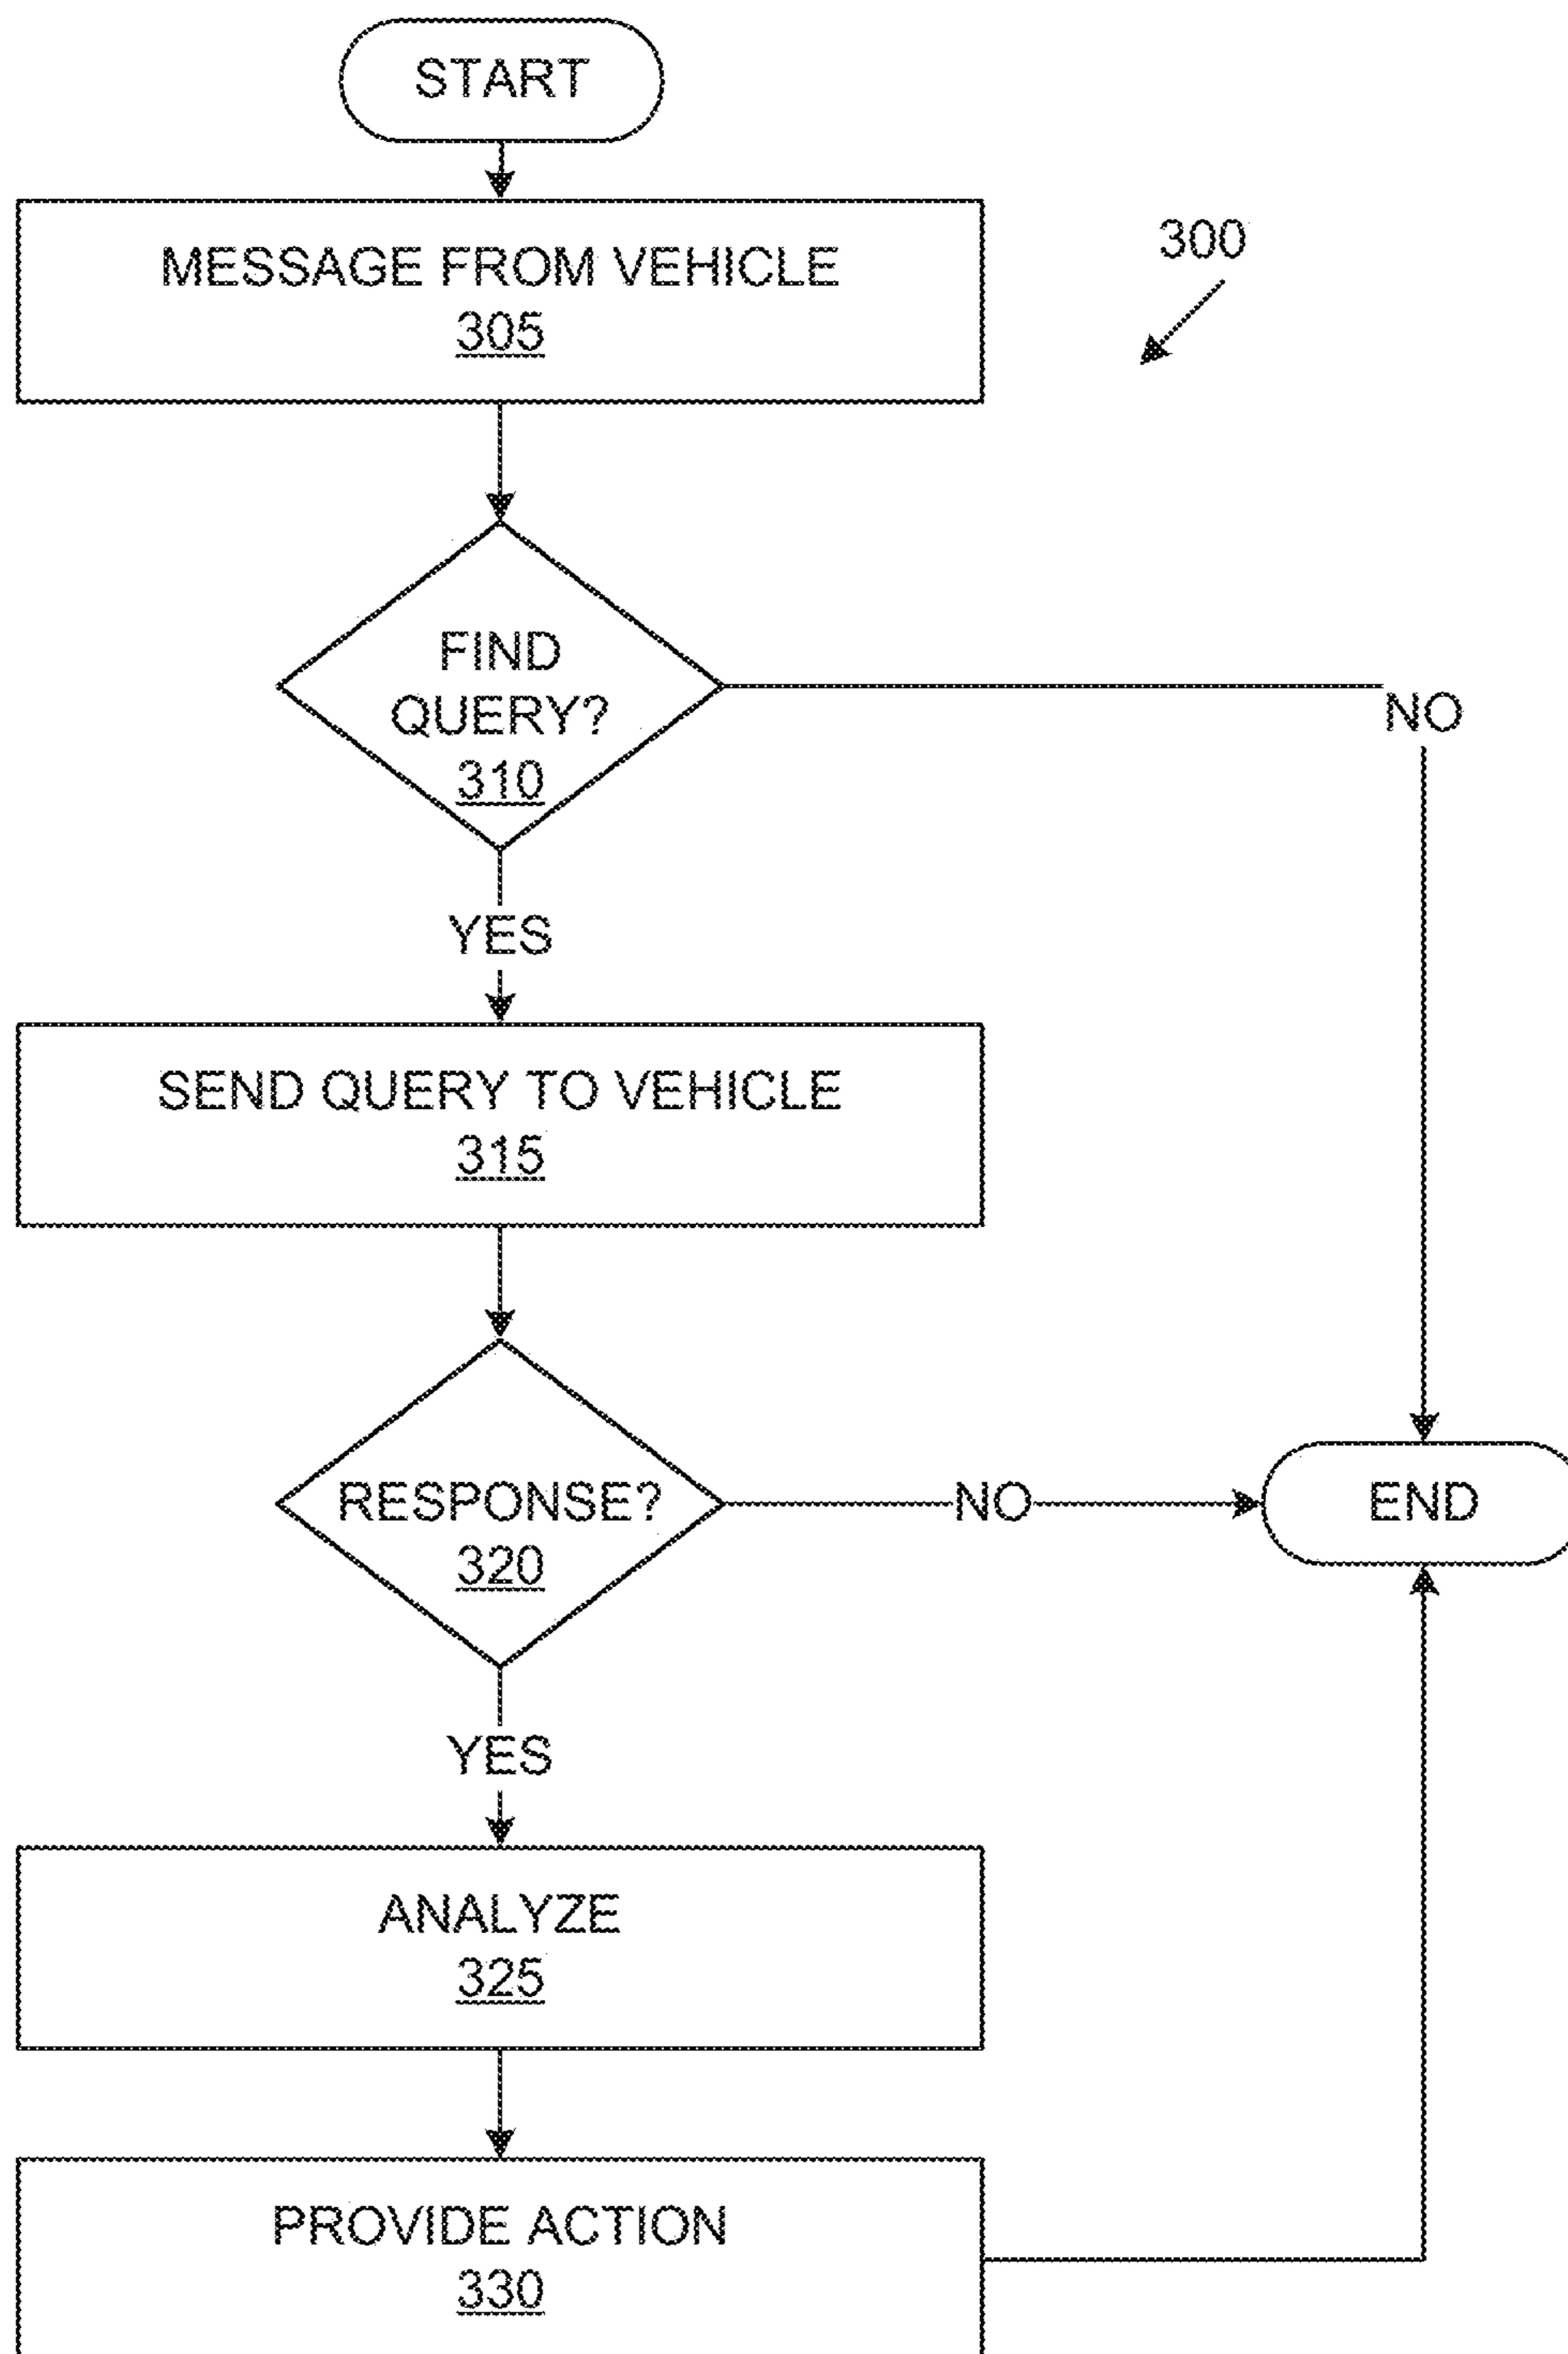 START
MESSAGE FROM VEHICLE
305
300
FIND
QUERY?
310
NO
YES
SEND QUERY TO VEHICLE
315
RESPONSE?
320
NO
END
YES
ANALYZE
325
PROVIDE ACTION
330